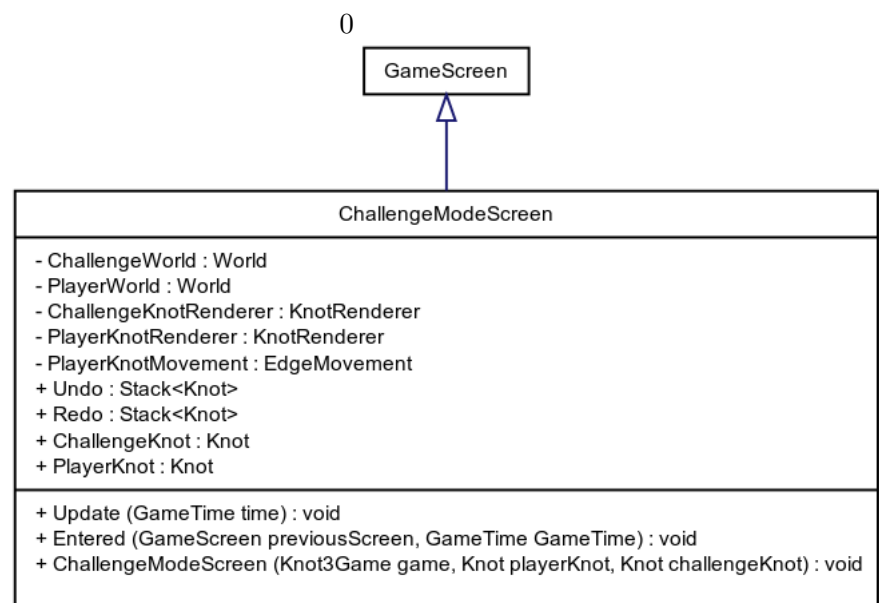 0
GameScreen
ChallengeModeScreen
- ChallengeWorld : World
- PlayerWorld : World
- ChallengeKnotRenderer : KnotRenderer
- PlayerKnotRenderer : KnotRenderer
- PlayerKnotMovement : EdgeMovement
+ Undo : Stack<Knot>
+ Redo : Stack<Knot>
+ ChallengeKnot : Knot
+ PlayerKnot : Knot
+ Update (GameTime time) : void
+ Entered (GameScreen previousScreen, GameTime GameTime) : void
+ ChallengeModeScreen (Knot3Game game, Knot playerKnot, Knot challengeKnot) : void